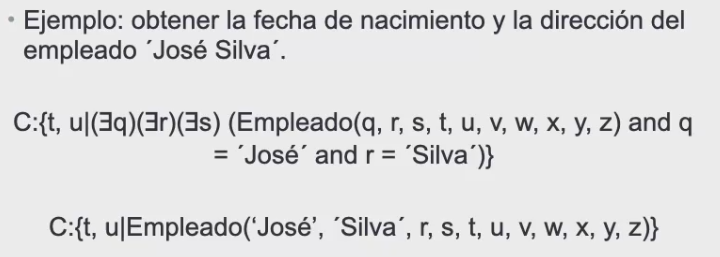 • Ejemplo: obtener la fecha de nacimiento y la dirección del
empleado ´José Silva´.
C:{t, u|(∃q)(∃r)(∃s) (Empleado(q, r, s, t, u, v, w, x, y, z) and q
= ´José´ and r = ´Silva´)}
C:{t, u|Empleado(‘José’, ´Silva´, r, s, t, u, v, w, x, y, z)}